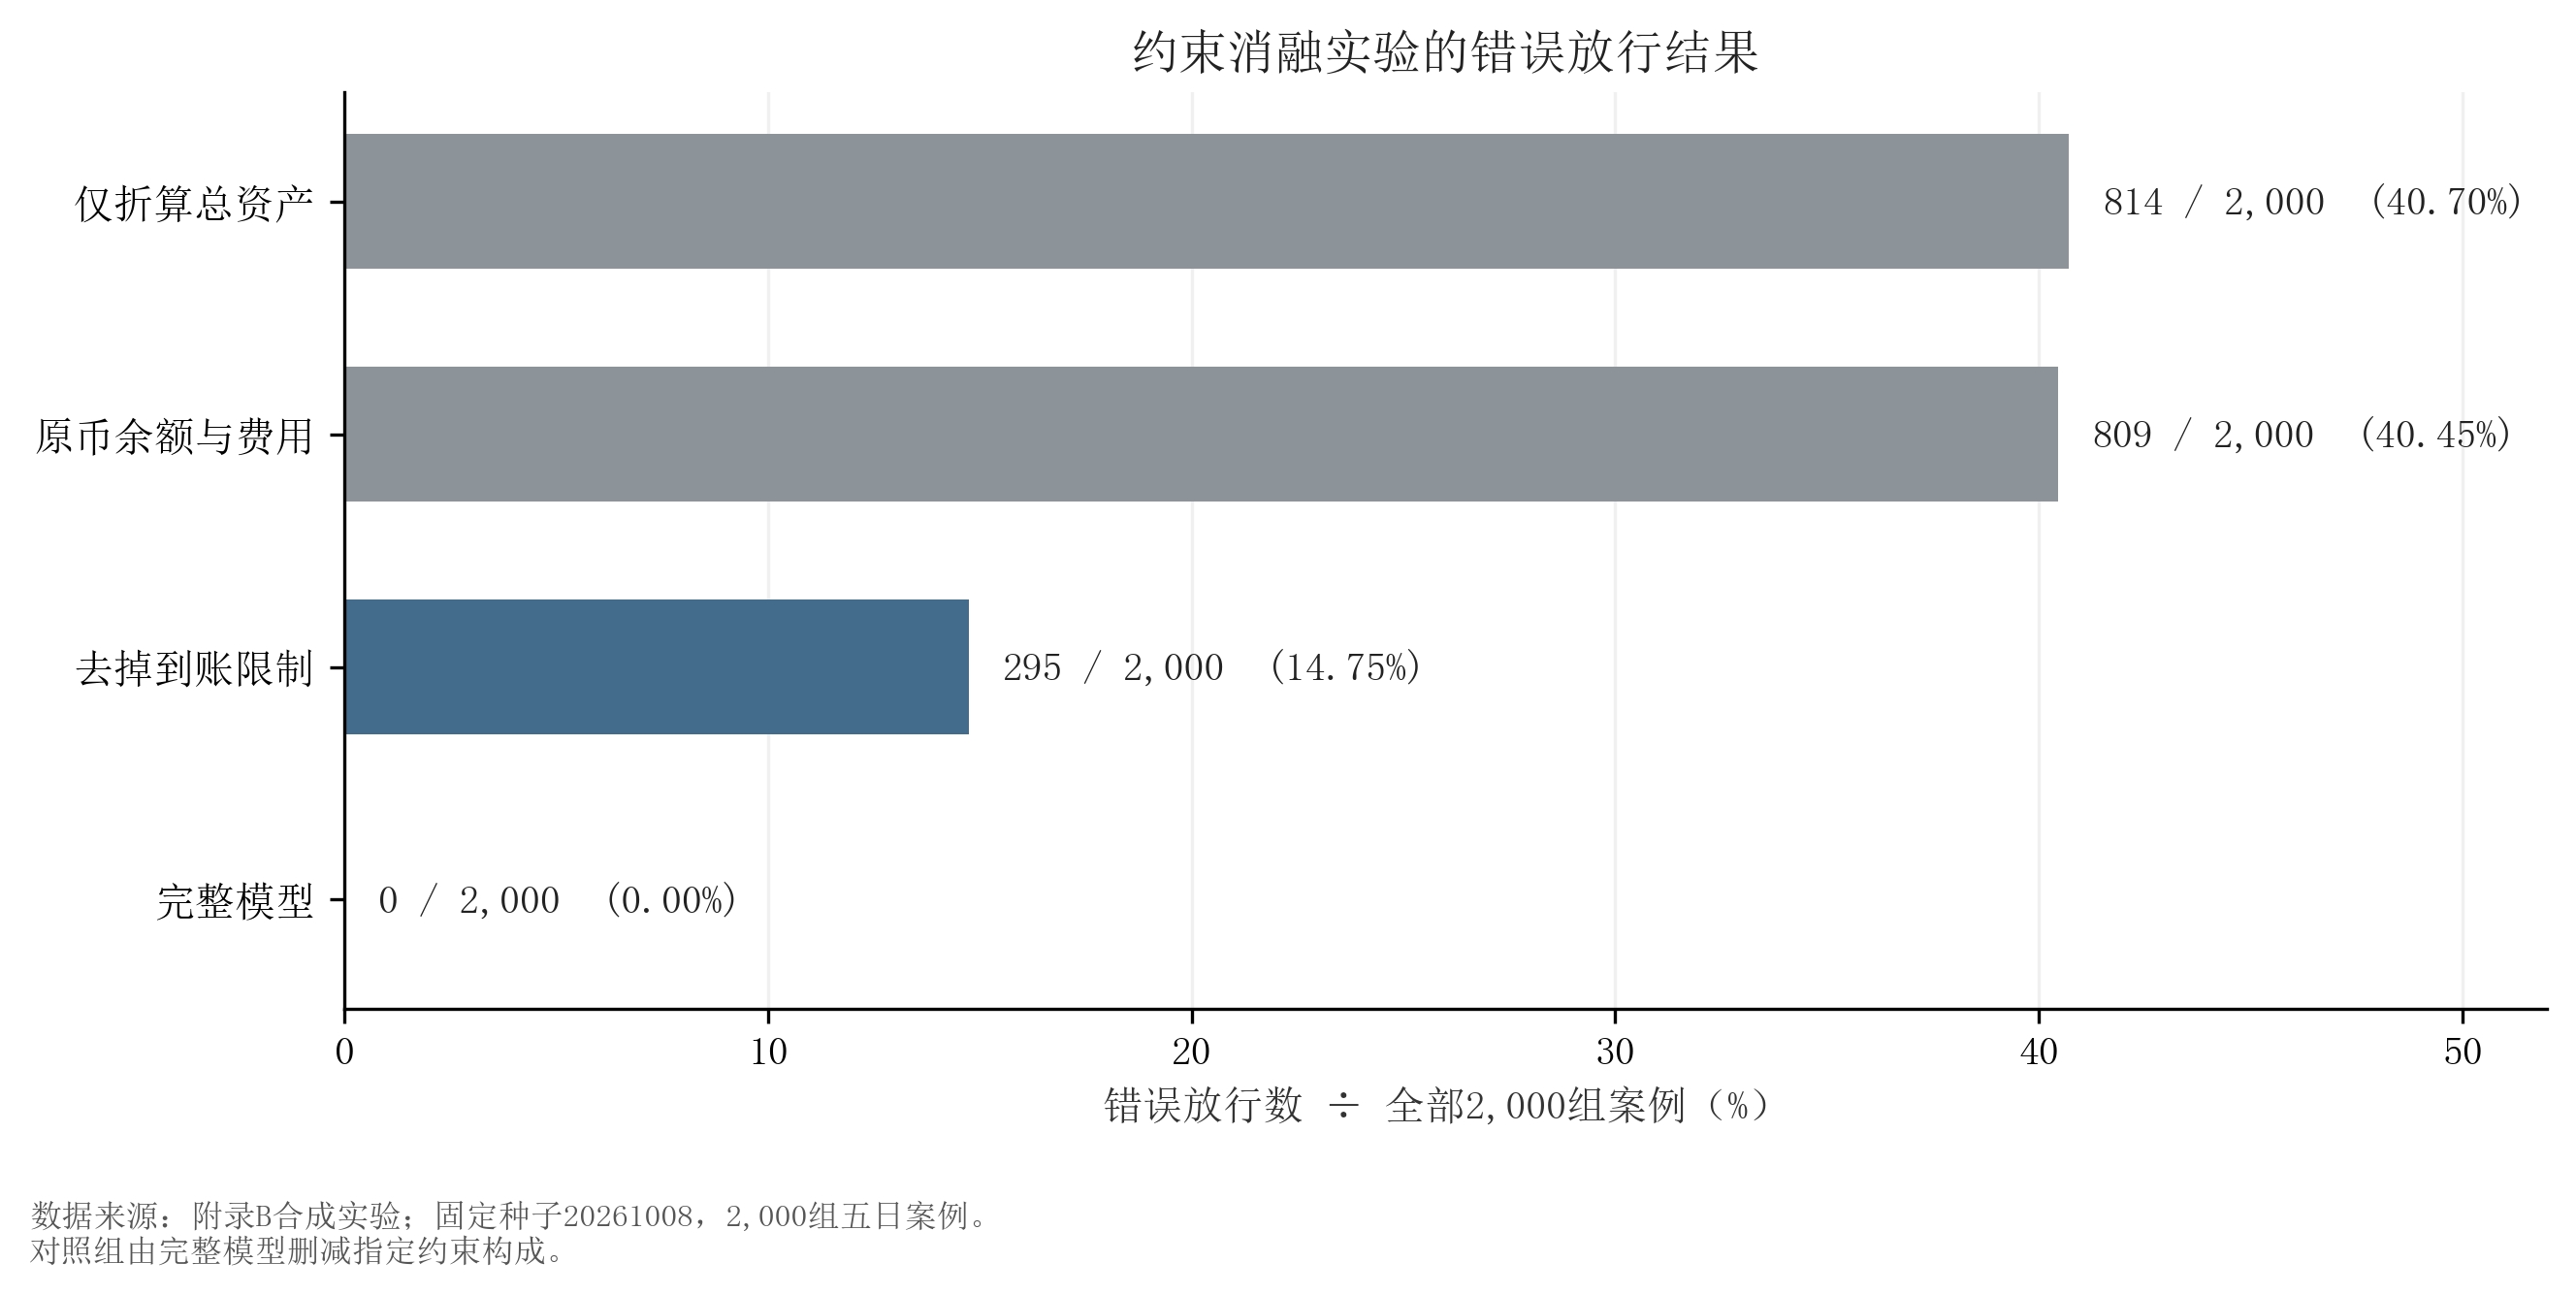 约束消融实验的错误放行结果
仅折算总资产
814 / 2,000 (40.70%)
原币余额与费用
809 / 2,000 (40.45%)
去掉到账限制
295 / 2,000 (14.75%)
完整模型
0 / 2,000 (0.00%)
0 10 20 30 40 50
错误放行数 ÷ 全部2,000组案例（%）
数据来源：附录B合成实验；固定种子20261008，2,000组五日案例。
对照组由完整模型删减指定约束构成。